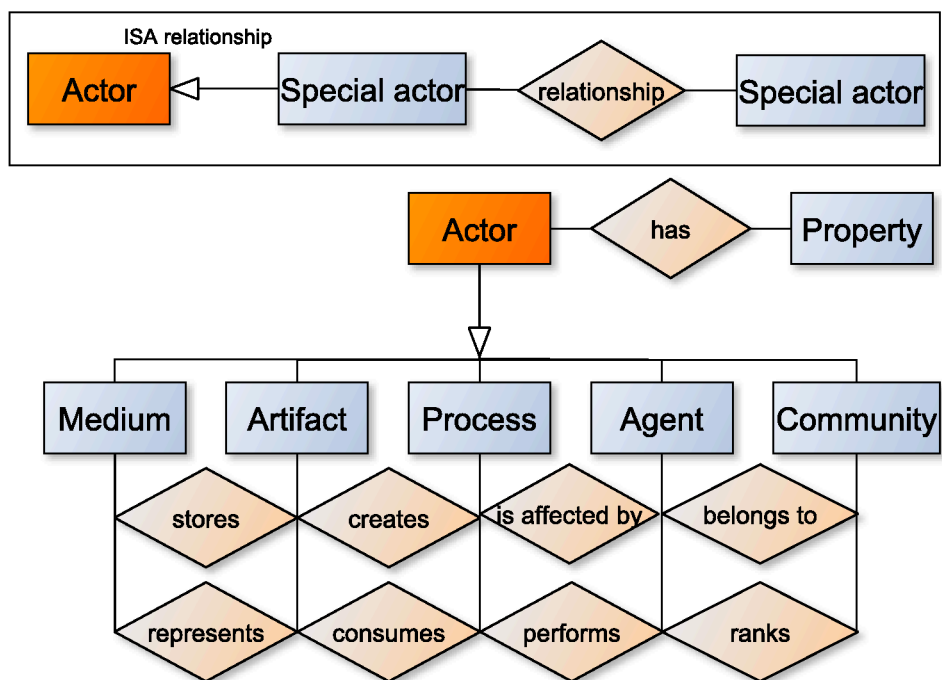 ISA relationship
Actor
Special actor
relationship
Special actor
Actor
has
Property
Medium
Artifact
Process
Agent
Community
stores
creates
is affected by
belongs to
represents
consumes
performs
ranks